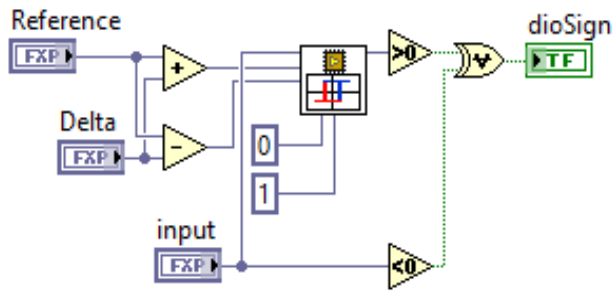 Reference
dioSign
FXP
+
>0
TF
Delta
FXP
−
0
1
input
FXP
<0